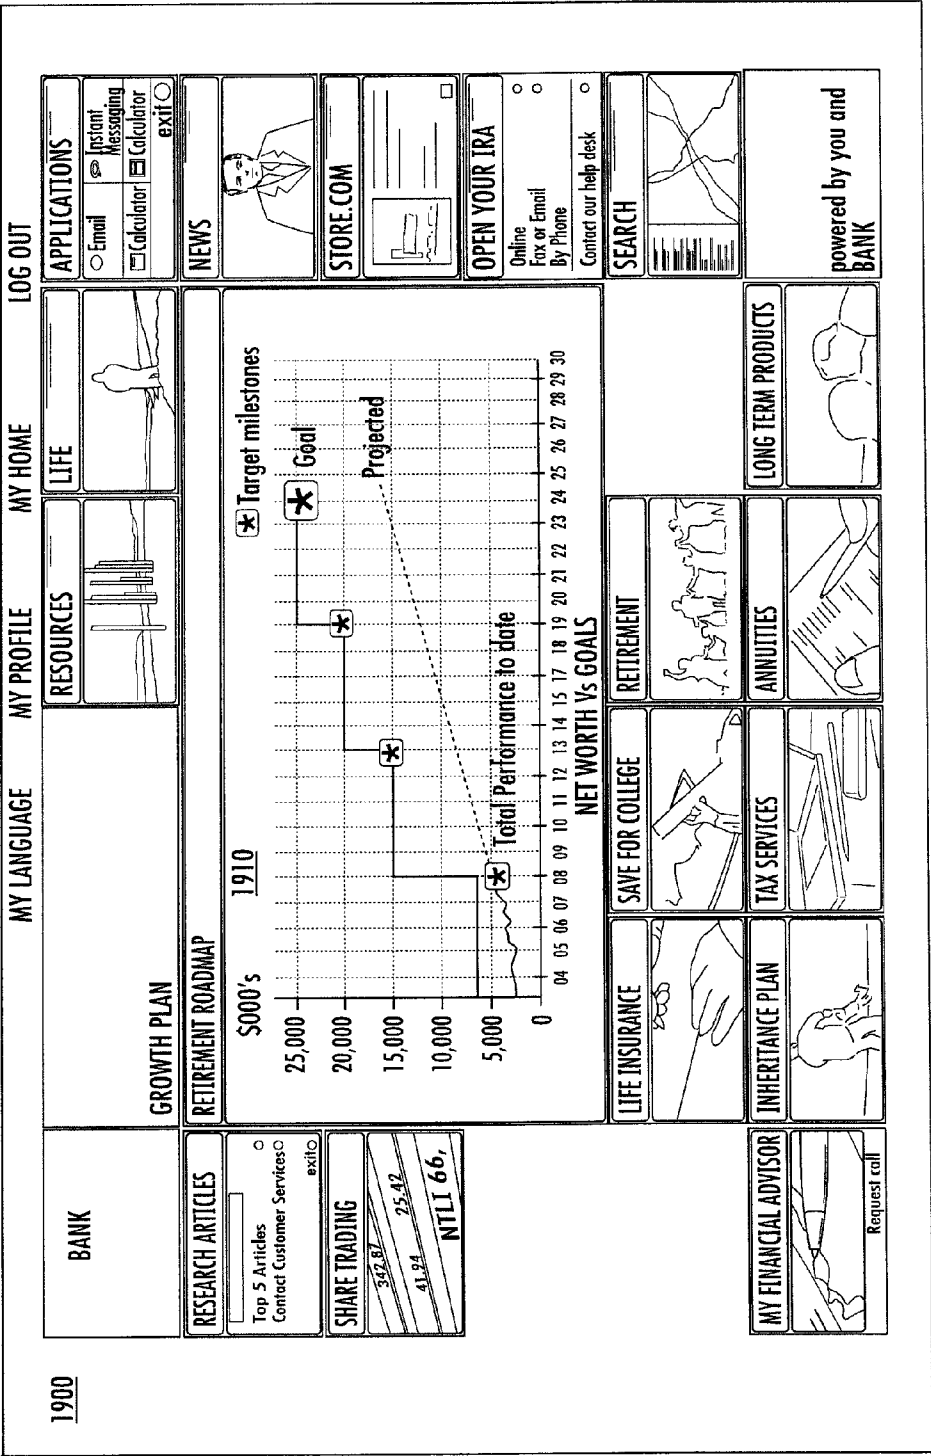 1900
MY LANGUAGE MY PROFILE MY HOME LOG OUT
BANK
GROWTH PLAN
RESOURCES
LIFE
APPLICATIONS
Email
Instant
Messaging
Calculator
Calculator
exit
RESEARCH ARTICLES
Top 5 Articles
Contact Customer Services
exit
SHARE TRADING
342.87
25.42
41.94
NTLI 66,
RETIREMENT ROADMAP
$000's
1910
Target milestones
25,000
20,000
15,000
10,000
5,000
0
Goal
Projected
Total Performance to date
04 05 06 07 08 09 10 11 12 13 14 15 17 18 19 20 21 22 23 24 25 26 27 28 29 30
NET WORTH Vs GOALS
NEWS
STORE.COM
OPEN YOUR IRA
Online
Fax or Email
By Phone
Contact our help desk
SEARCH
LIFE INSURANCE
SAVE FOR COLLEGE
RETIREMENT
MY FINANCIAL ADVISOR
Request call
INHERITANCE PLAN
TAX SERVICES
ANNUITIES
LONG TERM PRODUCTS
powered by you and
BANK